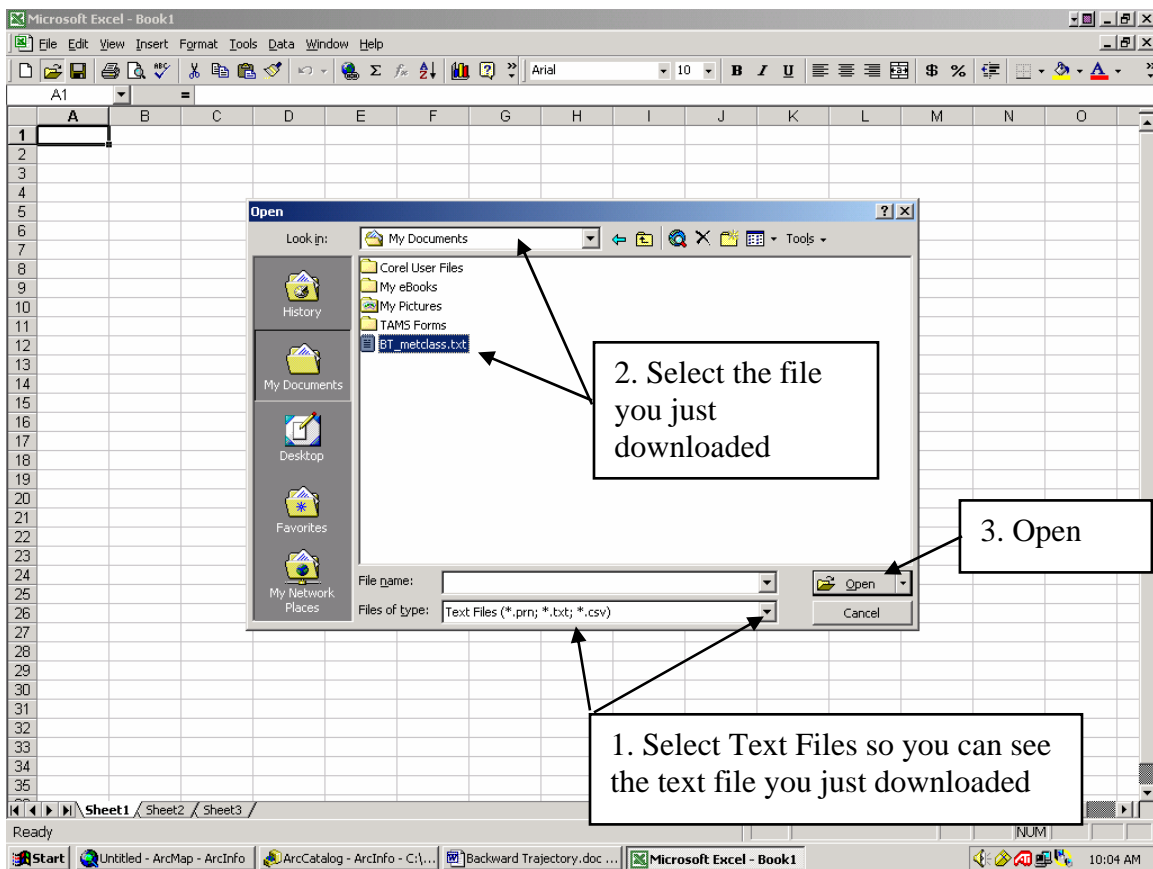 Microsoft Excel - Book1
File Edit View Insert Format Tools Data Window Help
Arial 10 B I U $ %
A1 =
A B C D E F G H I J K L M N O
1
2
3
4
5
6
7
8
9
10
11
12
13
14
15
16
17
18
19
20
21
22
23
24
25
26
27
28
29
30
31
32
33
34
35
Open
Look in: My Documents Tools
History
My Documents
Desktop
Favorites
My Network
Places
Corel User Files
My eBooks
My Pictures
TAMS Forms
BT_metclass.txt
File name: Open
Files of type: Text Files (*.prn; *.txt; *.csv) Cancel
2. Select the file
you just
downloaded
3. Open
1. Select Text Files so you can see
the text file you just downloaded
Sheet1 Sheet2 Sheet3
Ready NUM
Start Untitled - ArcMap - ArcInfo ArcCatalog - ArcInfo - C:\... Backward Trajectory.doc ... Microsoft Excel - Book1 10:04 AM